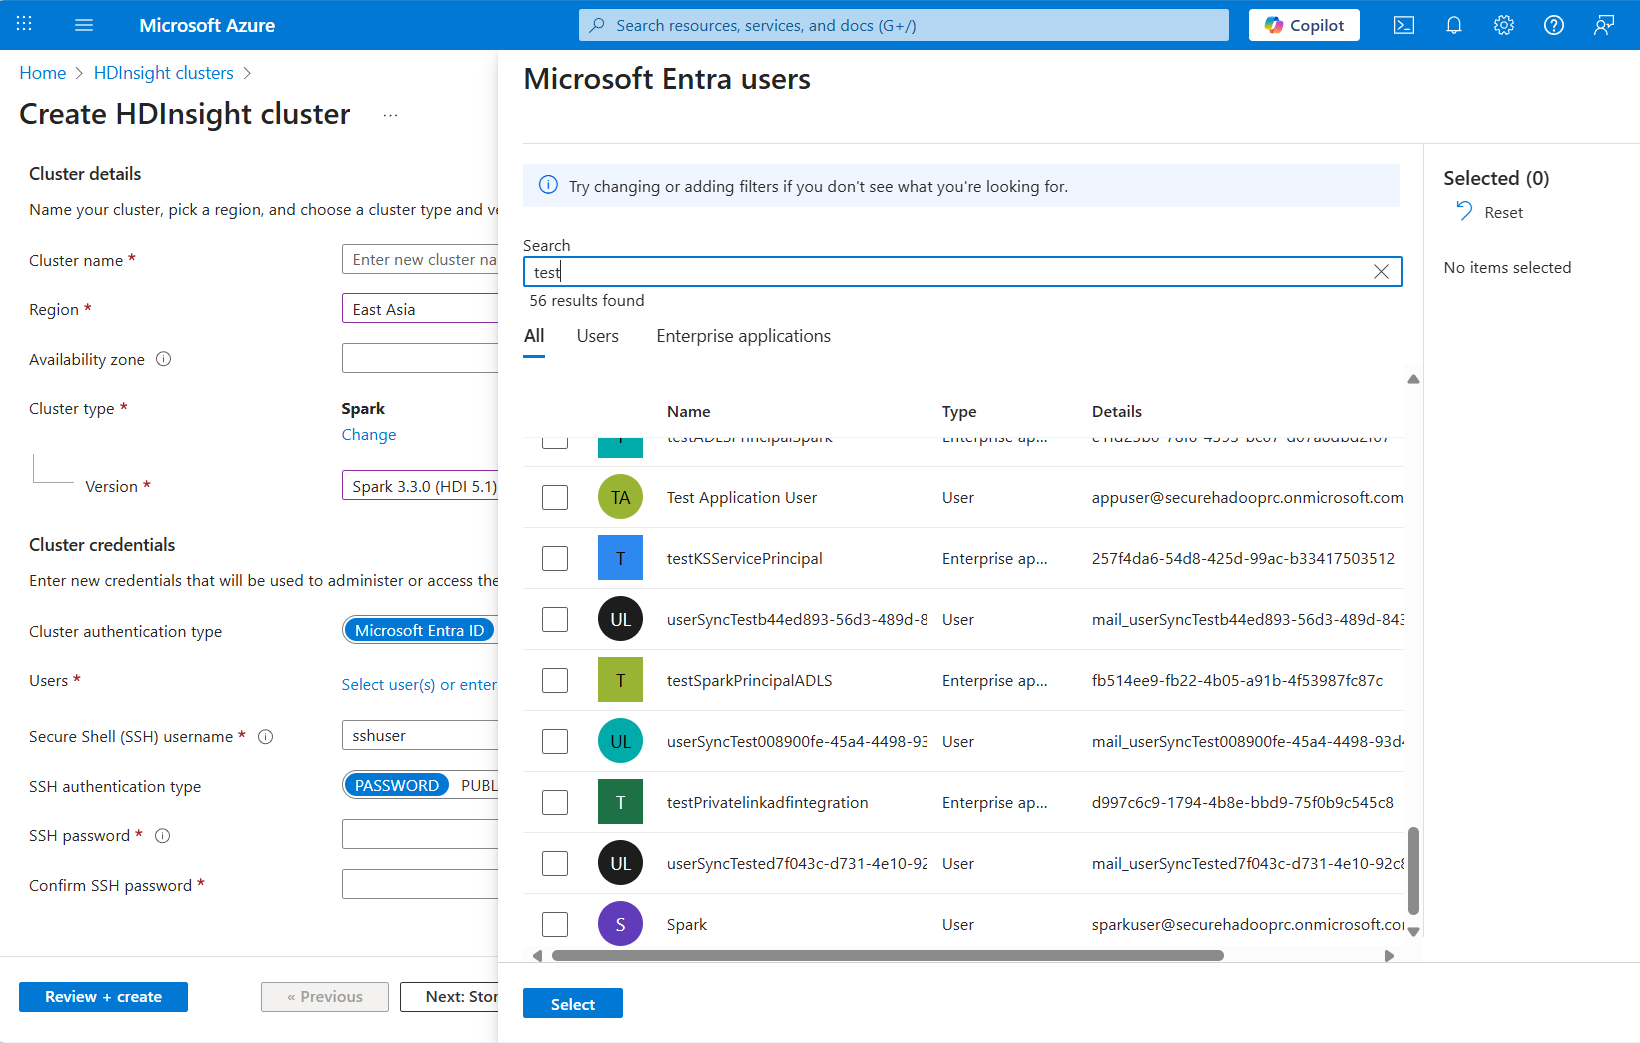 Microsoft Azure
Search resources, services, and docs (G+/)
Copilot
Home > HDInsight clusters >
Create HDInsight cluster ...
Cluster details
Name your cluster, pick a region, and choose a cluster type and
Cluster name *
Enter new cluster na
Region *
East Asia
Availability zone
Cluster type *
Spark
Change
Version *
Spark 3.3.0 (HDI 5.1)
Cluster credentials
Enter new credentials that will be used to administer or access the
Cluster authentication type
Microsoft Entra ID
Users *
Select user(s) or enter
Secure Shell (SSH) username *
sshuser
SSH authentication type
PASSWORD PUBL
SSH password *
Confirm SSH password *
Review + create
« Previous
Next: Stor
Microsoft Entra users
Try changing or adding filters if you don't see what you're looking for.
Search
test
56 results found
All Users Enterprise applications
Name Type Details
TA Test Application User User appuser@securehadooprc.onmicrosoft.com
T testKSServicePrincipal Enterprise ap... 257f4da6-54d8-425d-99ac-b33417503512
UL userSyncTestb44ed893-56d3-489d-8 User mail_userSyncTestb44ed893-56d3-489d-843
T testSparkPrincipalADLS Enterprise ap... fb514ee9-fb22-4b05-a91b-4f53987fc87c
UL userSyncTest008900fe-45a4-4498-93 User mail_userSyncTest008900fe-45a4-4498-93d4
T testPrivatelinkadfintegration Enterprise ap... d997c6c9-1794-4b8e-bbd9-75f0b9c545c8
UL userSyncTested7f043c-d731-4e10-92 User mail_userSyncTested7f043c-d731-4e10-92c8
S Spark User sparkuser@securehadooprc.onmicrosoft.co
Select
Selected (0)
Reset
No items selected